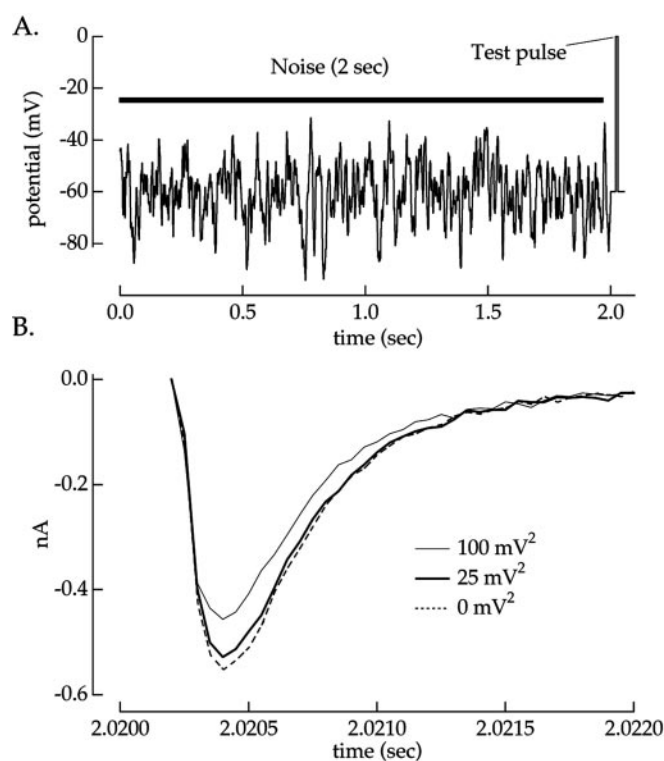 A.
0
Test pulse
Noise (2 sec)
-20
-40
-60
-80
potential (mV)
0.0 0.5 1.0 1.5 2.0
time (sec)
B.
0.0
-0.2
-0.4
-0.6
nA
100 mV²
25 mV²
0 mV²
2.0200 2.0205 2.0210 2.0215 2.0220
time (sec)